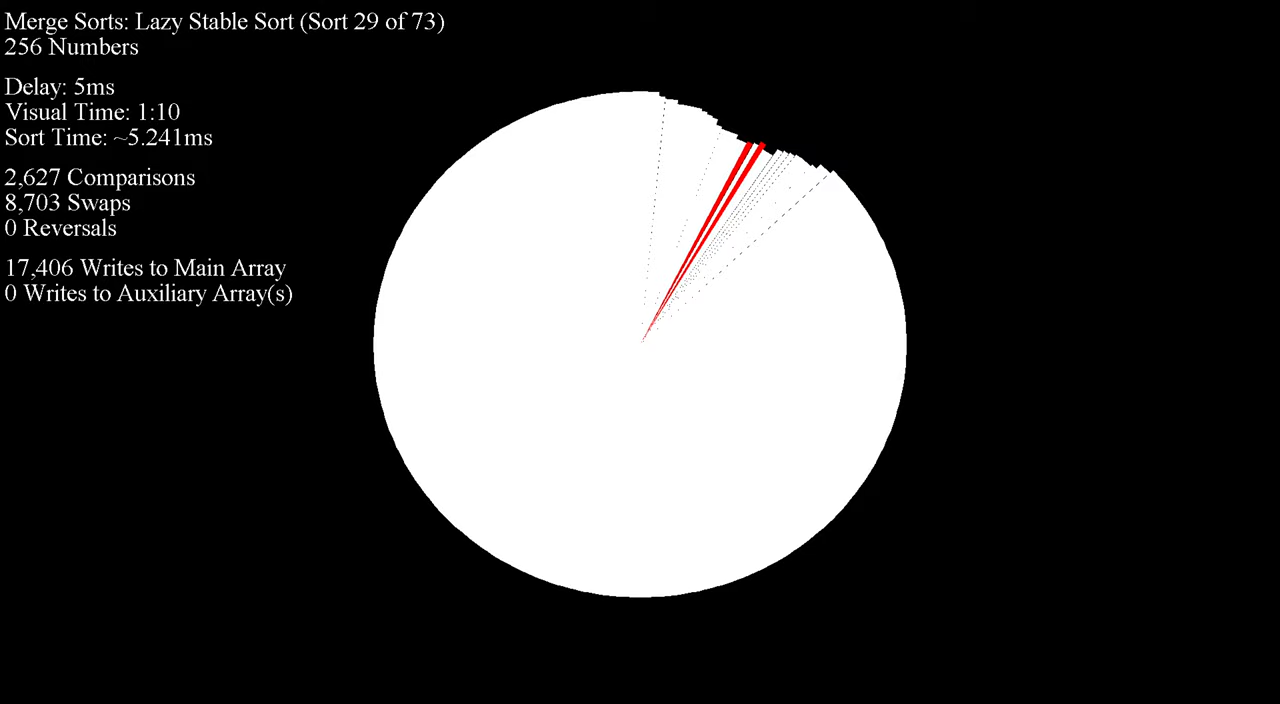 Merge Sorts: Lazy Stable Sort (Sort 29 of 73)
256 Numbers
Delay: 5ms
Visual Time: 1:10
Sort Time: ~5.241ms
2,627 Comparisons
8,703 Swaps
0 Reversals
17,406 Writes to Main Array
0 Writes to Auxiliary Array(s)